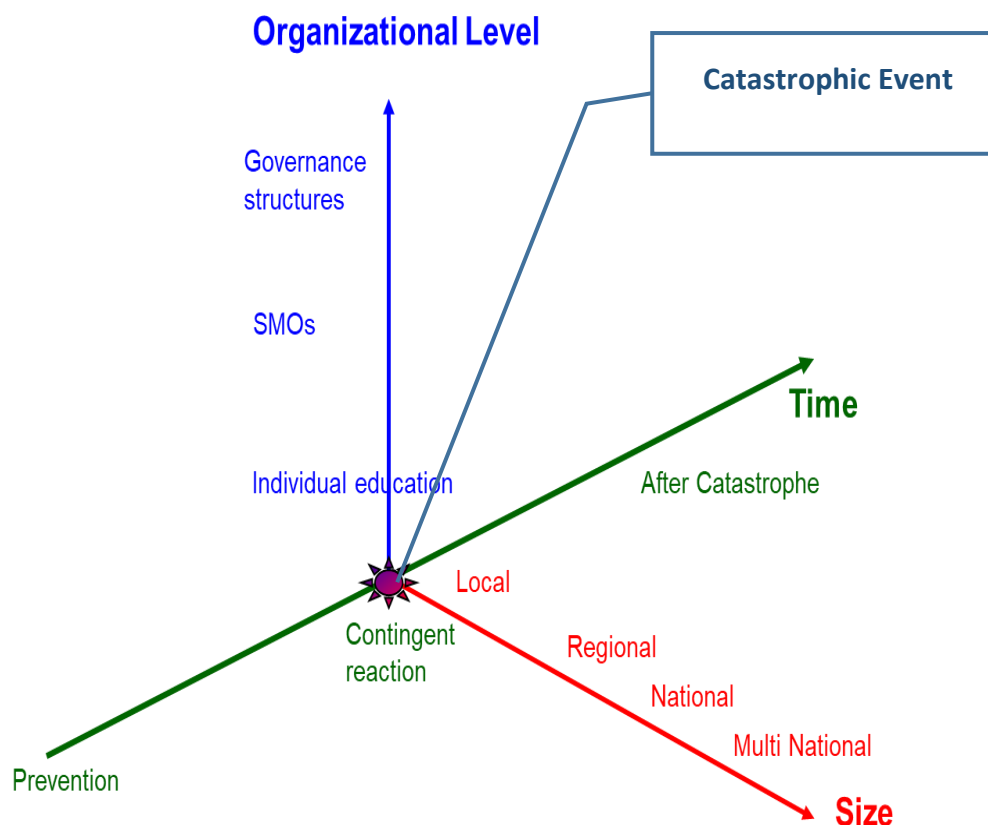 Organizational Level
Catastrophic Event
Governance
structures
SMOs
Time
Individual education
After Catastrophe
Local
Contingent
reaction
Regional
National
Multi National
Prevention
Size